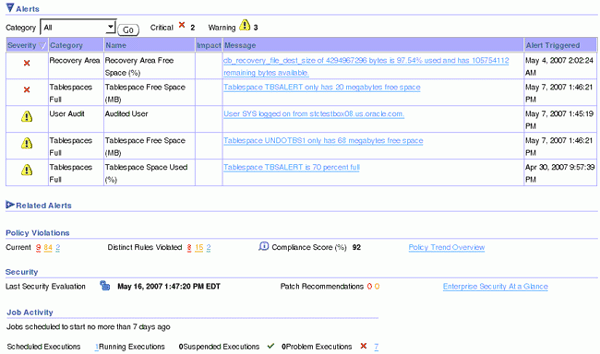 Alerts
Category All Go Critical 2 Warning 3
Severity Category Name Impact Message Alert Triggered
Recovery Area Recovery Area Free Space (%) db_recovery_file_dest_size of 4294967296 bytes is 97.54% used and has 105754112 remaining bytes available. May 4, 2007 2:02:24 AM
Tablespaces Full Tablespace Free Space (MB) Tablespace TBSALERT only has 20 megabytes free space May 7, 2007 1:46:21 PM
User Audit Audited User User SYS logged on from stctestbox08 us oracle.com. May 7, 2007 1:45:19 PM
Tablespaces Full Tablespace Free Space (MB) Tablespace UNDOTBS1 only has 68 megabytes free space May 7, 2007 1:46:21 PM
Tablespaces Full Tablespace Space Used (%) Tablespace TBSALERT is 70 percent full Apr 30, 2007 9:57:39 PM
Related Alerts
Policy Violations
Current 9 84 2 Distinct Rules Violated 8 15 2 Compliance Score (%) 92 Policy Trend Overview
Security
Last Security Evaluation May 16, 2007 1:47:20 PM EDT Patch Recommendations 0 0 Enterprise Security At a Glance
Job Activity
Jobs scheduled to start no more than 7 days ago
Scheduled Executions 1 Running Executions 0 Suspended Executions 0 Problem Executions 7